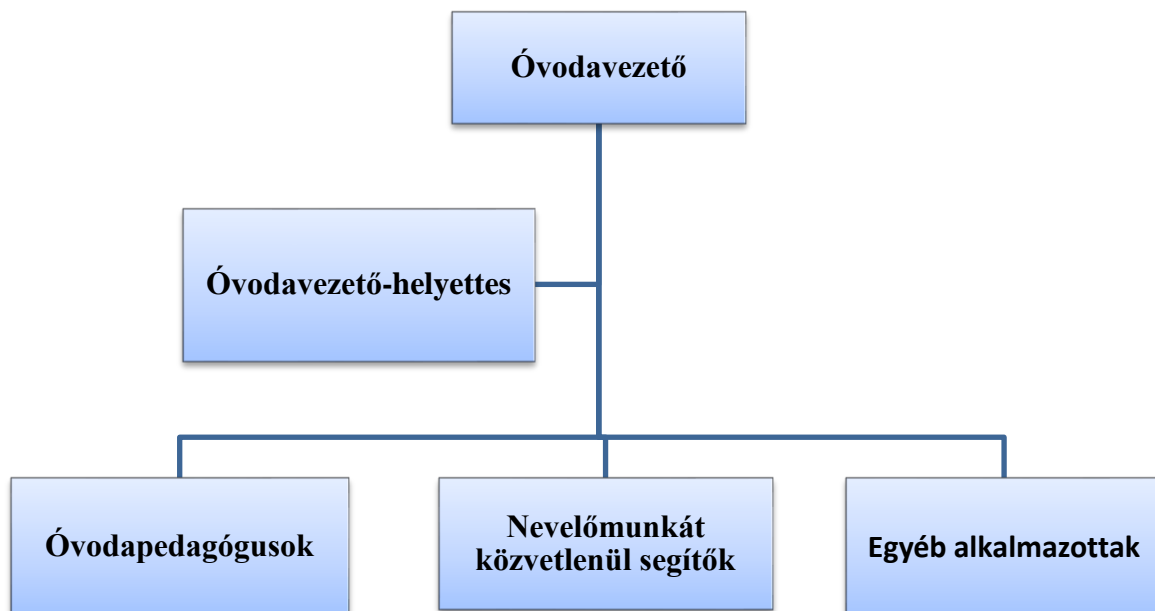 Óvodavezető
Óvodavezető-helyettes
Óvodapedagógusok
Nevelőmunkát
közvetlenül segítők
Egyéb alkalmazottak